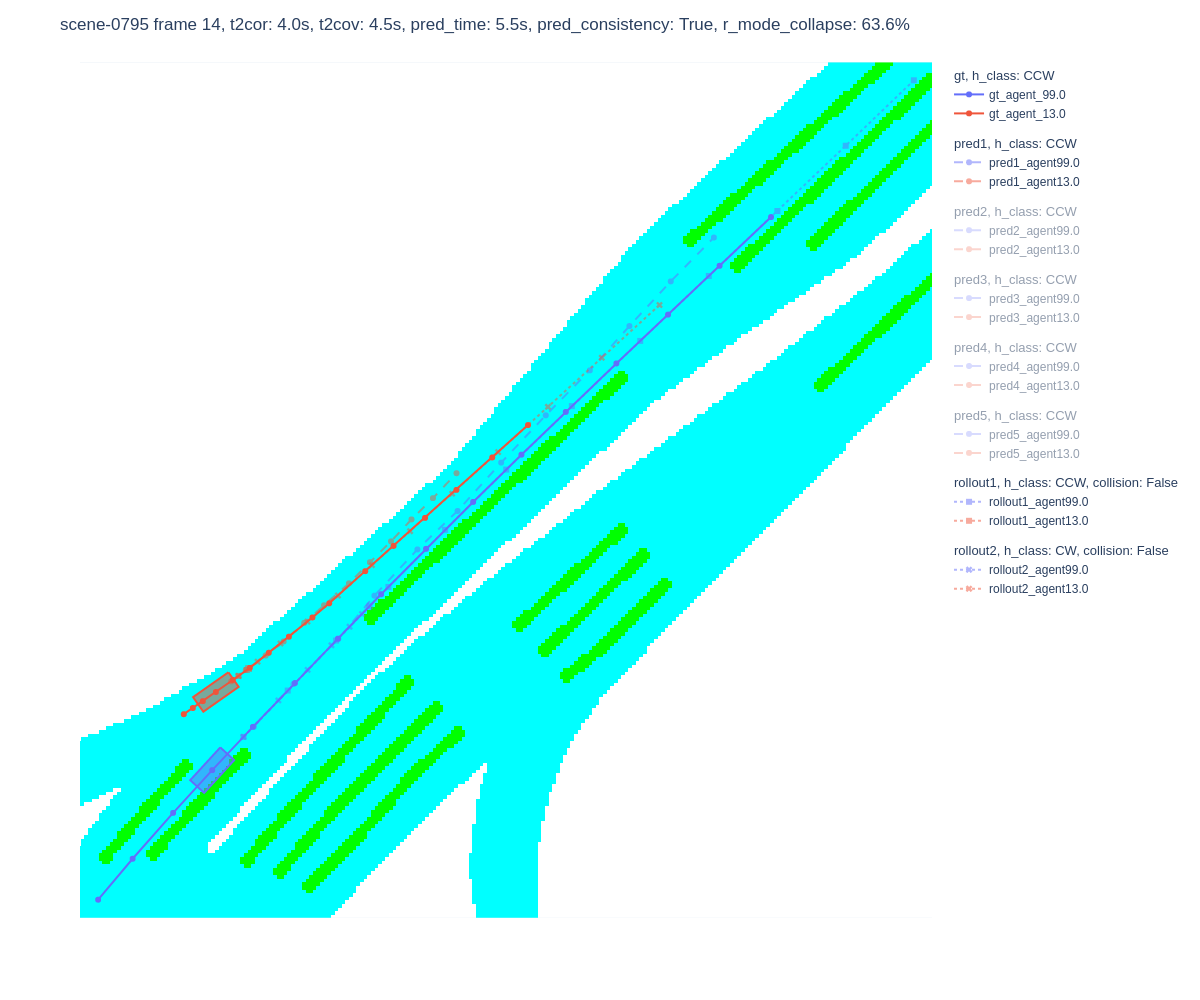 scene-0795 frame 14, t2cor: 4.0s, t2cov: 4.5s, pred_time: 5.5s, pred_consistency: True, r_mode_collapse: 63.6%
gt, h_class: CCW
gt_agent_99.0
gt_agent_13.0
pred1, h_class: CCW
pred1_agent99.0
pred1_agent13.0
pred2, h_class: CCW
pred2_agent99.0
pred2_agent13.0
pred3, h_class: CCW
pred3_agent99.0
pred3_agent13.0
pred4, h_class: CCW
pred4_agent99.0
pred4_agent13.0
pred5, h_class: CCW
pred5_agent99.0
pred5_agent13.0
rollout1, h_class: CCW, collision: False
rollout1_agent99.0
rollout1_agent13.0
rollout2, h_class: CW, collision: False
rollout2_agent99.0
rollout2_agent13.0